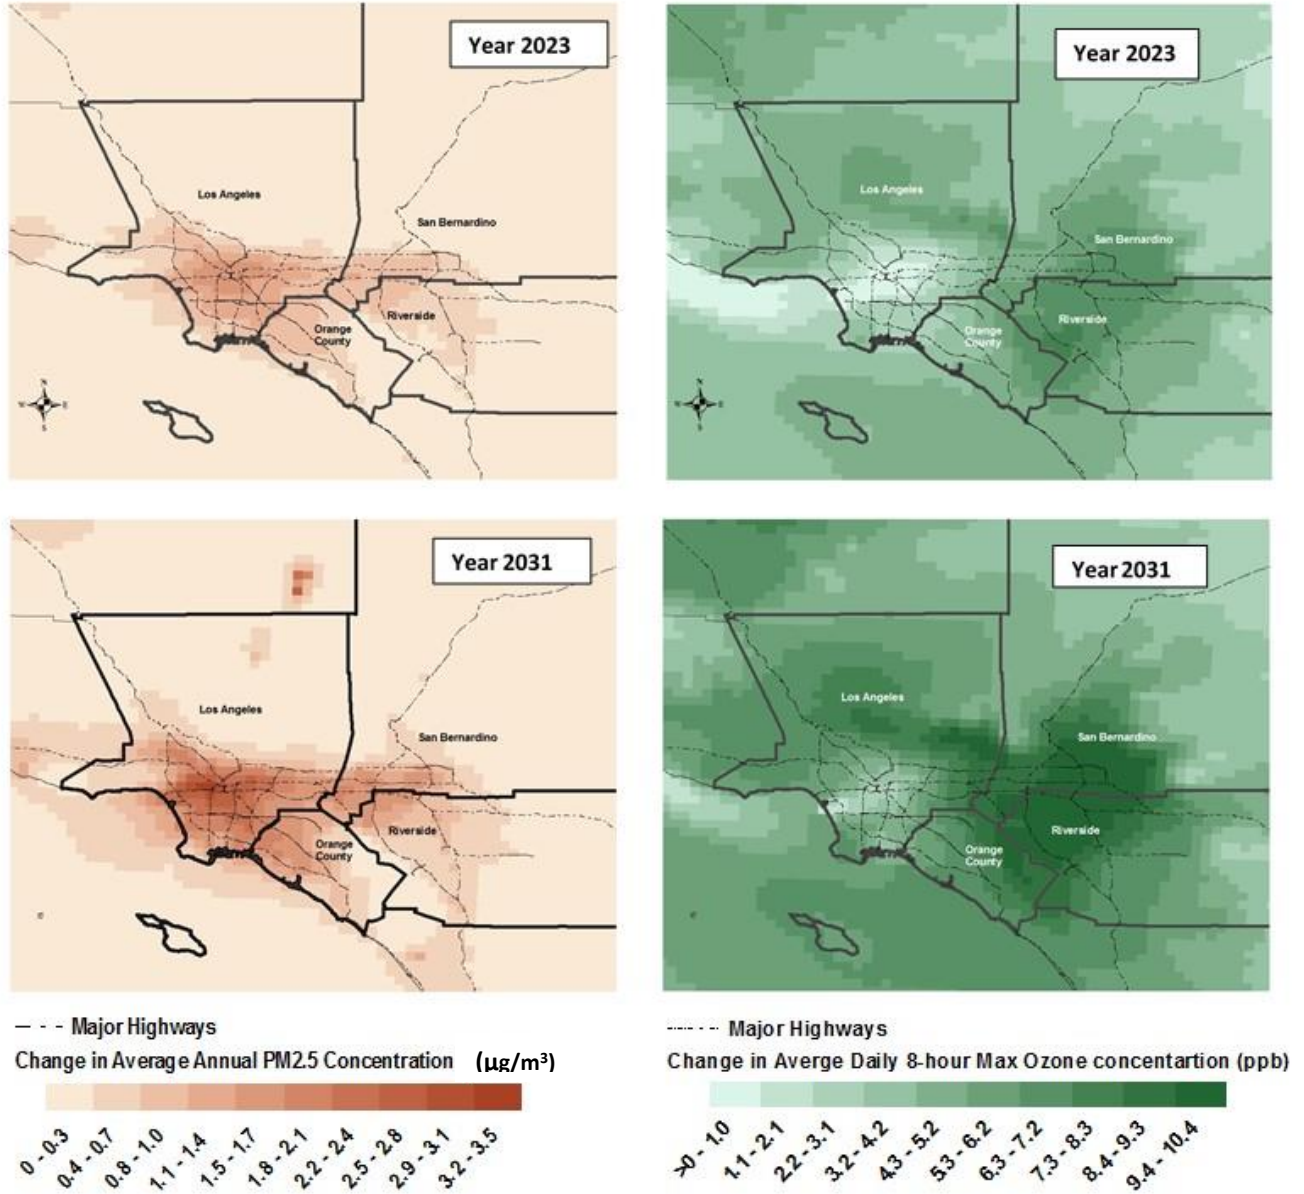 Year 2023
Los Angeles
San Bernardino
Riverside
Orange
County
N
W
E
S
Year 2023
Los Angeles
San Bernardino
Riverside
Orange
County
N
W
E
S
Year 2031
Los Angeles
San Bernardino
Riverside
Orange
County
Year 2031
Los Angeles
San Bernardino
Riverside
Orange
County
Major Highways
Change in Average Annual PM2.5 Concentration (µg/m³)
0 - 0.3
0.4 - 0.7
0.8 - 1.0
1.1 - 1.4
1.5 - 1.7
1.8 - 2.1
2.2 - 2.4
2.5 - 2.8
2.9 - 3.1
3.2 - 3.5
Major Highways
Change in Averge Daily 8-hour Max Ozone concentartion (ppb)
>0 - 1.0
1.1 - 2.1
2.2 - 3.1
3.2 - 4.2
4.3 - 5.2
5.3 - 6.2
6.3 - 7.2
7.3 - 8.3
8.4 - 9.3
9.4 - 10.4